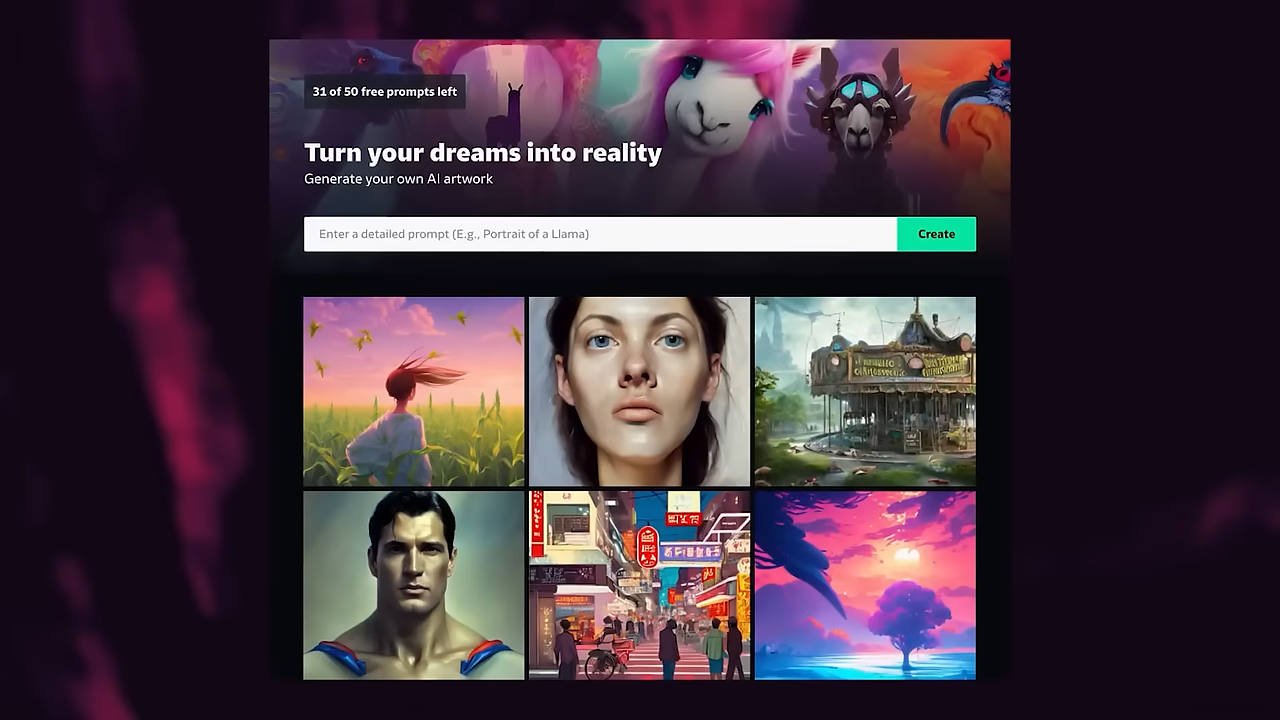 31 of 50 free prompts left
Turn your dreams into reality
Generate your own AI artwork
Enter a detailed prompt (E.g., Portrait of a Llama)
Create